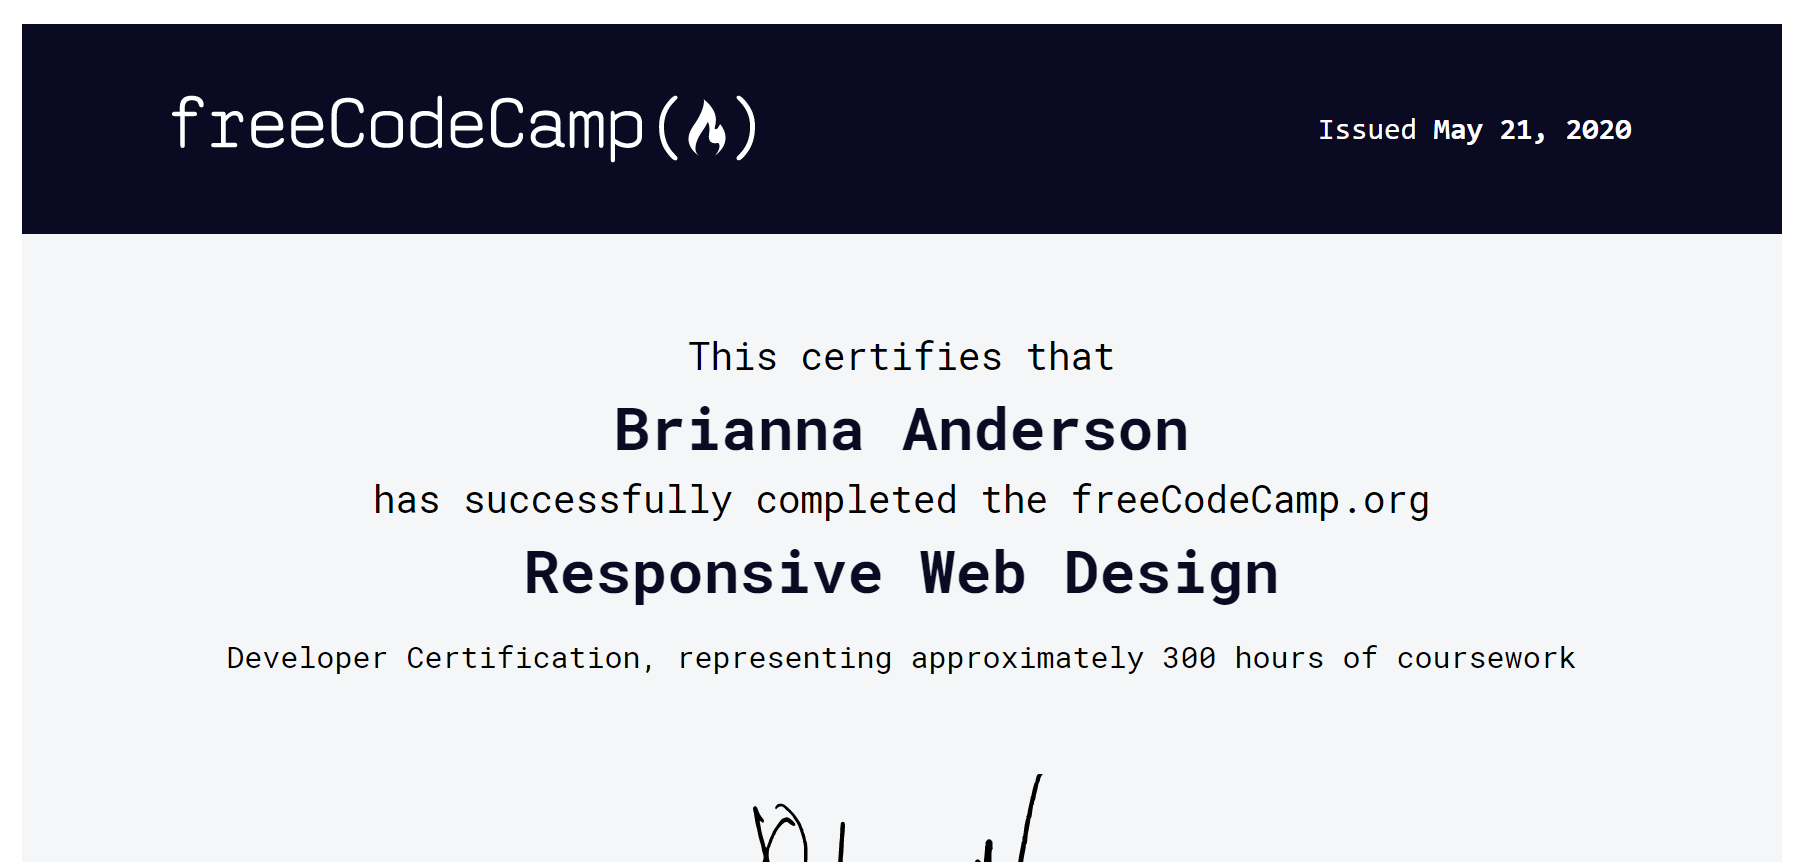 freeCodeCamp(🔥)
Issued May 21, 2020
This certifies that
Brianna Anderson
has successfully completed the freeCodeCamp.org
Responsive Web Design
Developer Certification, representing approximately 300 hours of coursework